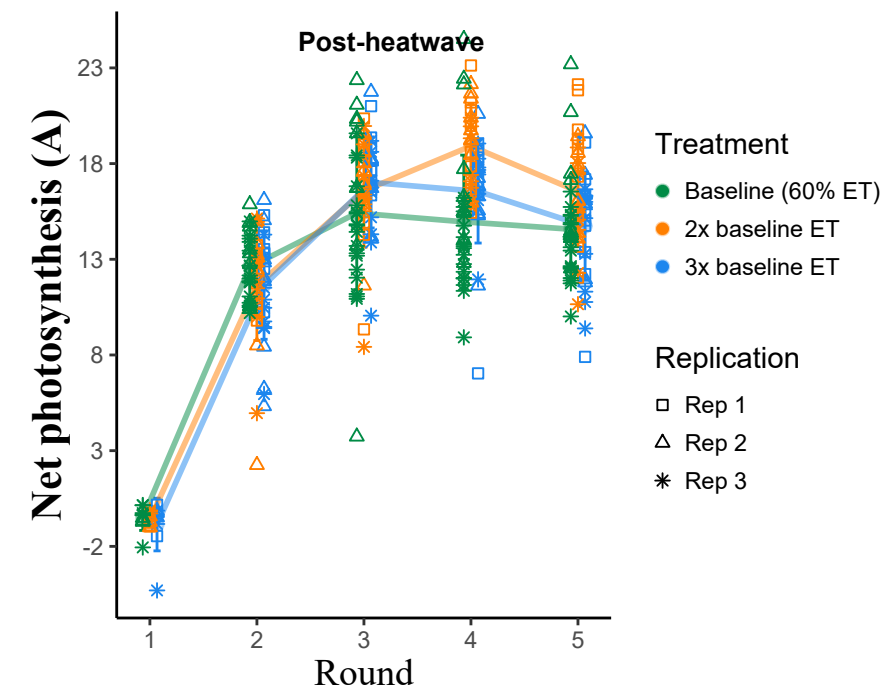 Post-heatwave
Net photosynthesis (A)
23
18
13
8
3
-2
1 2 3 4 5
Round
Treatment
Baseline (60% ET)
2x baseline ET
3x baseline ET
Replication
Rep 1
Rep 2
Rep 3